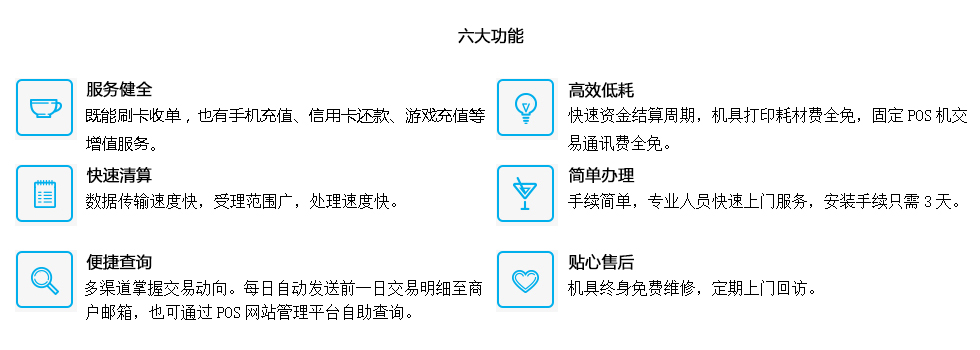 六大功能
服务健全
既能刷卡收单，也有手机充值、信用卡还款、游戏充值等
增值服务。
高效低耗
快速资金结算周期，机具打印耗材费全免，固定 POS 机交
易通讯费全免。
快速清算
数据传输速度快，受理范围广，处理速度快。
简单办理
手续简单，专业人员快速上门服务，安装手续只需 3 天。
便捷查询
多渠道掌握交易动向。每日自动发送前一日交易明细至商
户邮箱，也可通过 POS 网站管理平台自助查询。
贴心售后
机具终身免费维修，定期上门回访。